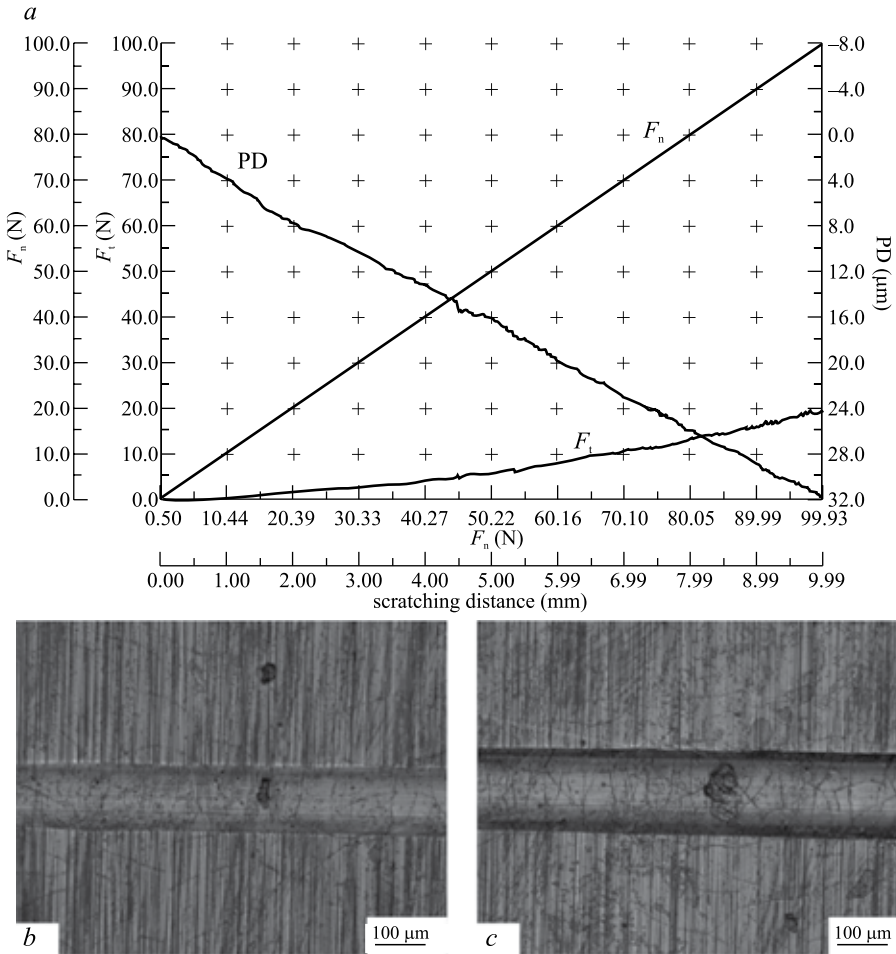 a
F_n (N)
100.0
90.0
80.0
70.0
60.0
50.0
40.0
30.0
20.0
10.0
0.0
F_t (N)
100.0
90.0
80.0
70.0
60.0
50.0
40.0
30.0
20.0
10.0
0.0
PD
F_n
F_t
–8.0
–4.0
0.0
4.0
8.0
12.0
16.0
20.0
24.0
28.0
32.0
PD (μm)
0.50 10.44 20.39 30.33 40.27 50.22 60.16 70.10 80.05 89.99 99.93
F_n (N)
0.00 1.00 2.00 3.00 4.00 5.00 5.99 6.99 7.99 8.99 9.99
scratching distance (mm)
b
100 μm
c
100 μm